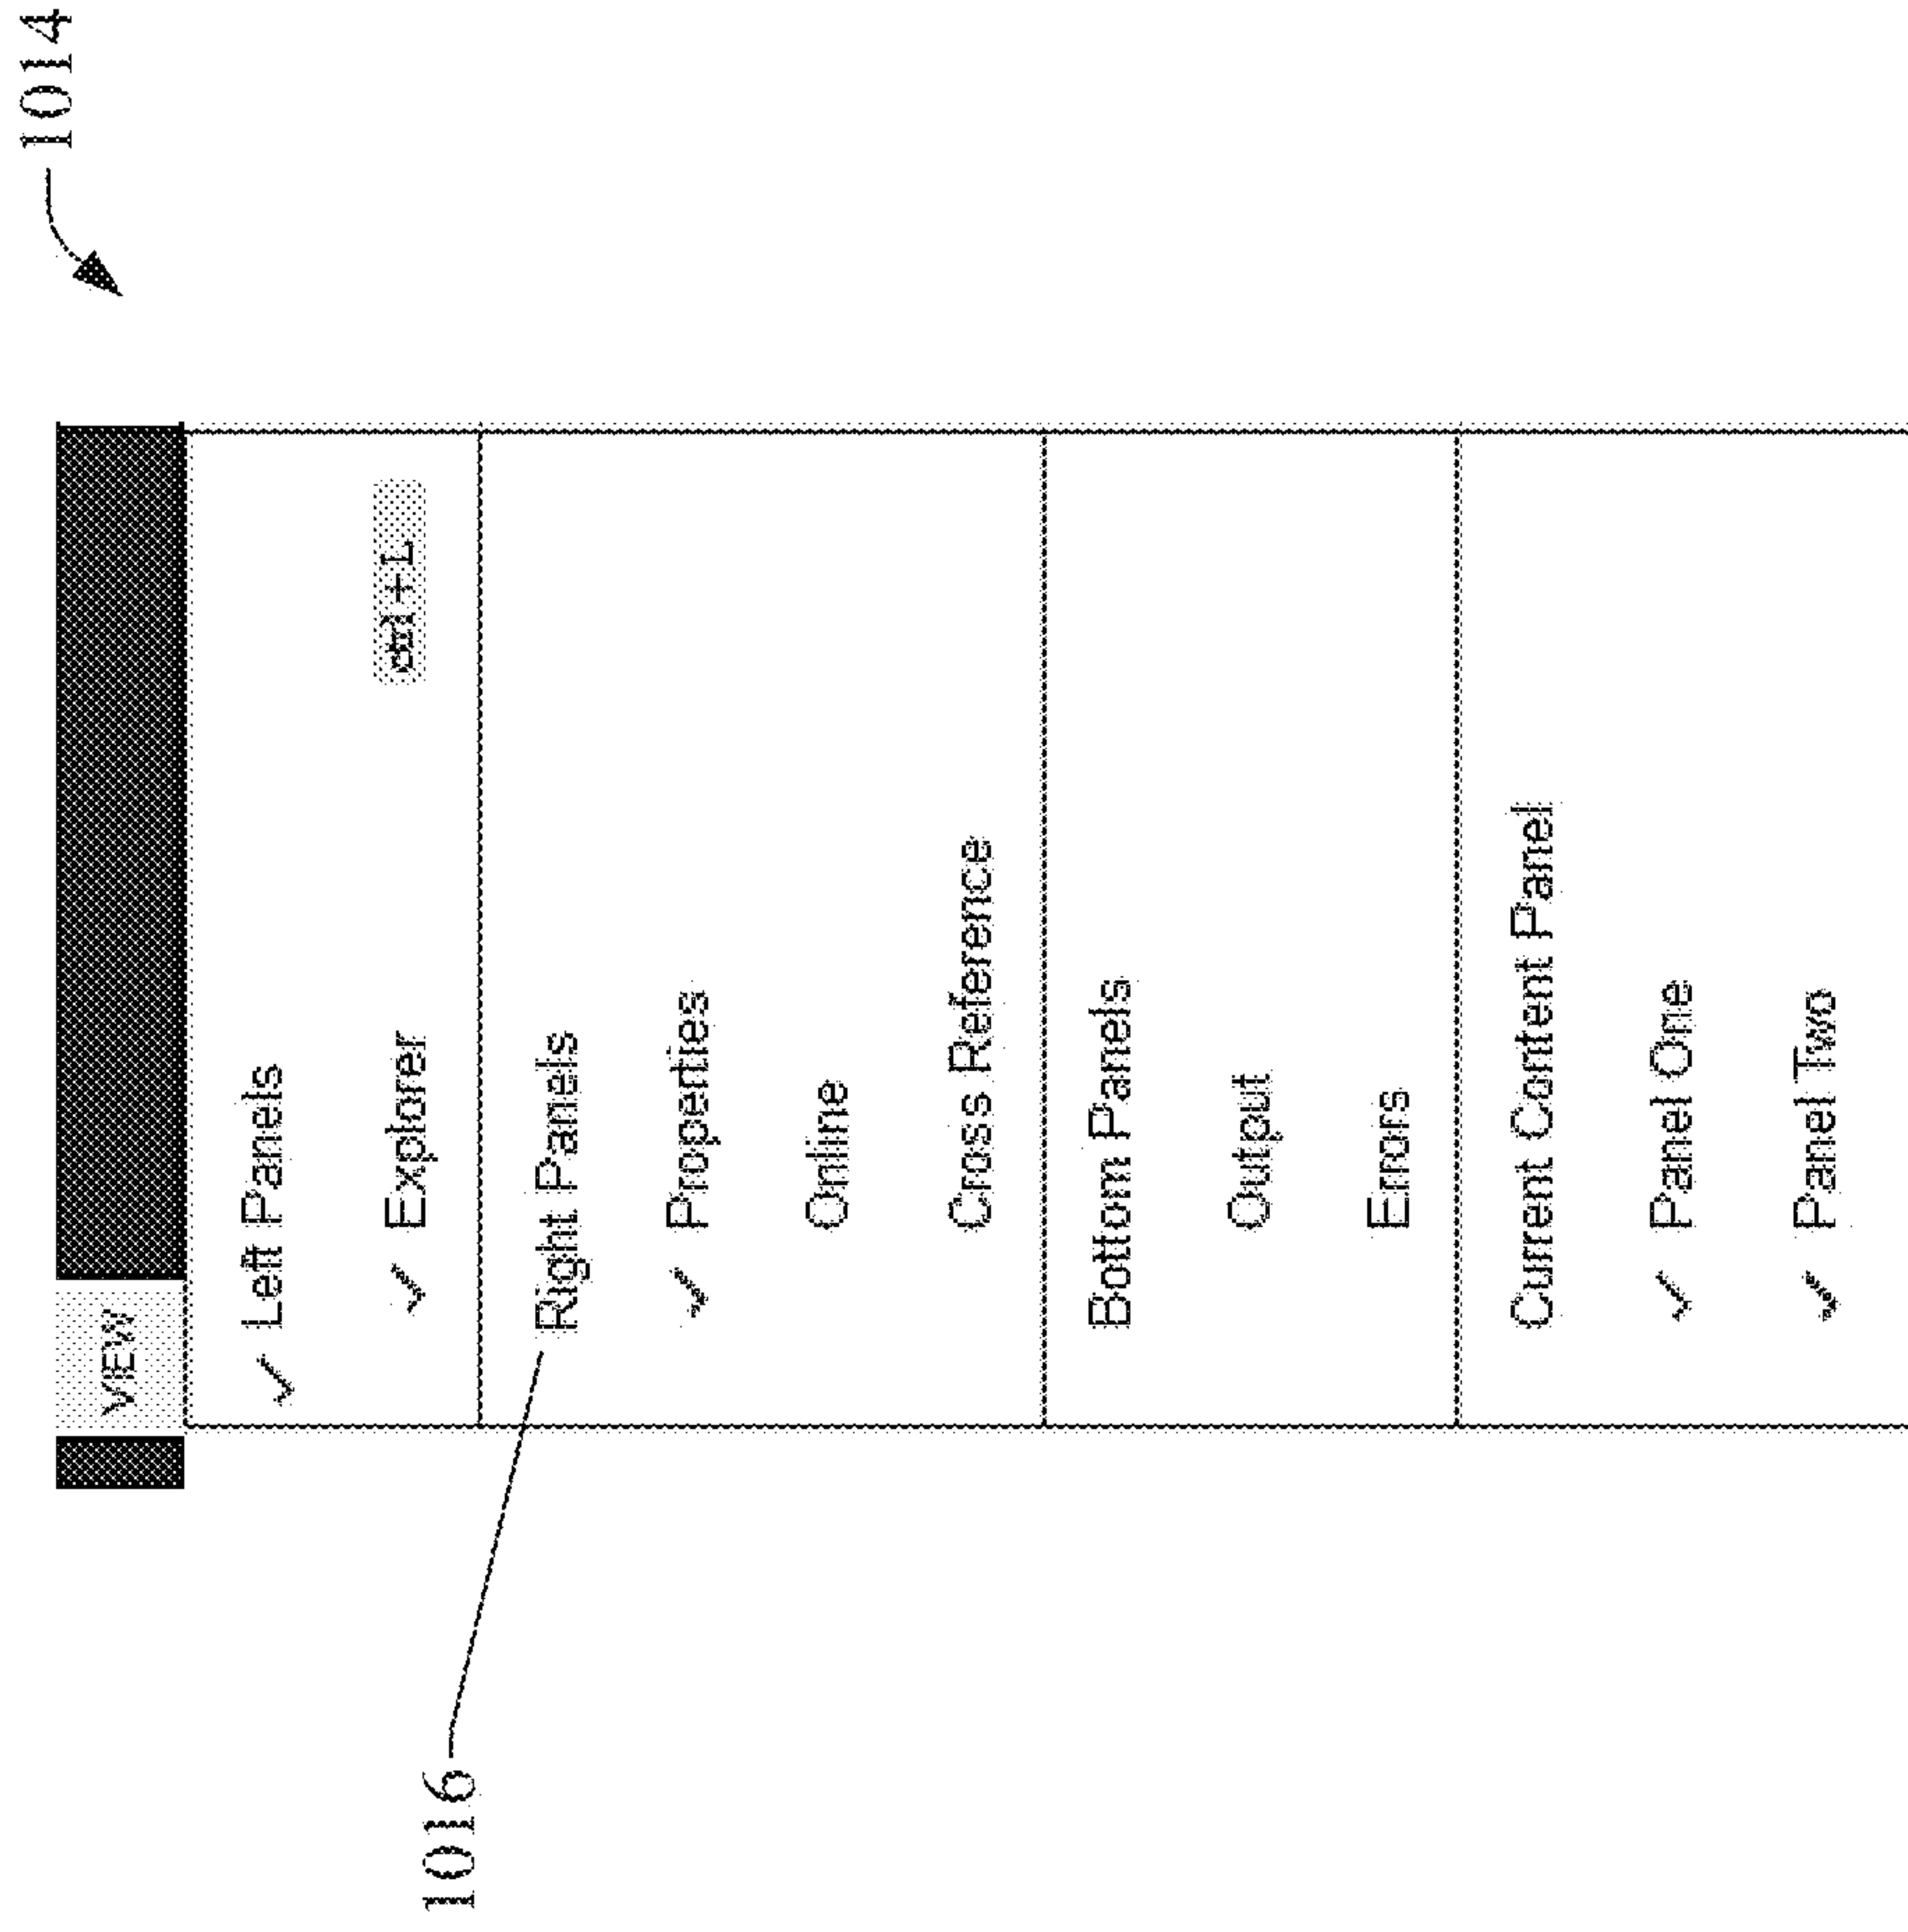 1014
VIEW
✓ Left Panels
✓ Explorer ctrl+L
1016
Right Panels
✓ Properties
Online
Cross Reference
Bottom Panels
Output
Errors
Current Content Panel
✓ Panel One
✓ Panel Two